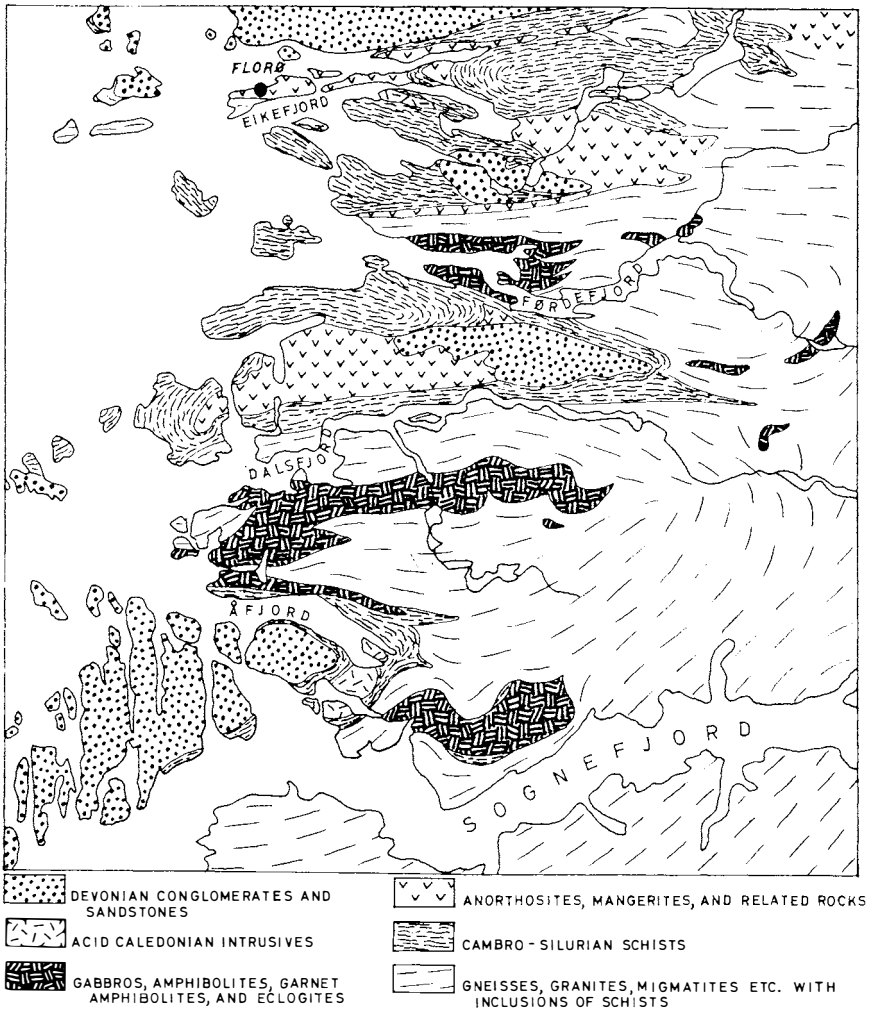 FLORØ
EIKEFJORD
FØRDEFJORD
DALSFJORD
ÅFJORD
SOGNEFJORD
DEVONIAN CONGLOMERATES AND
SANDSTONES
ACID CALEDONIAN INTRUSIVES
GABBROS, AMPHIBOLITES, GARNET
AMPHIBOLITES, AND ECLOGITES
ANORTHOSITES, MANGERITES, AND RELATED ROCKS
CAMBRO-SILURIAN SCHISTS
GNEISSES, GRANITES, MIGMATITES ETC. WITH
INCLUSIONS OF SCHISTS